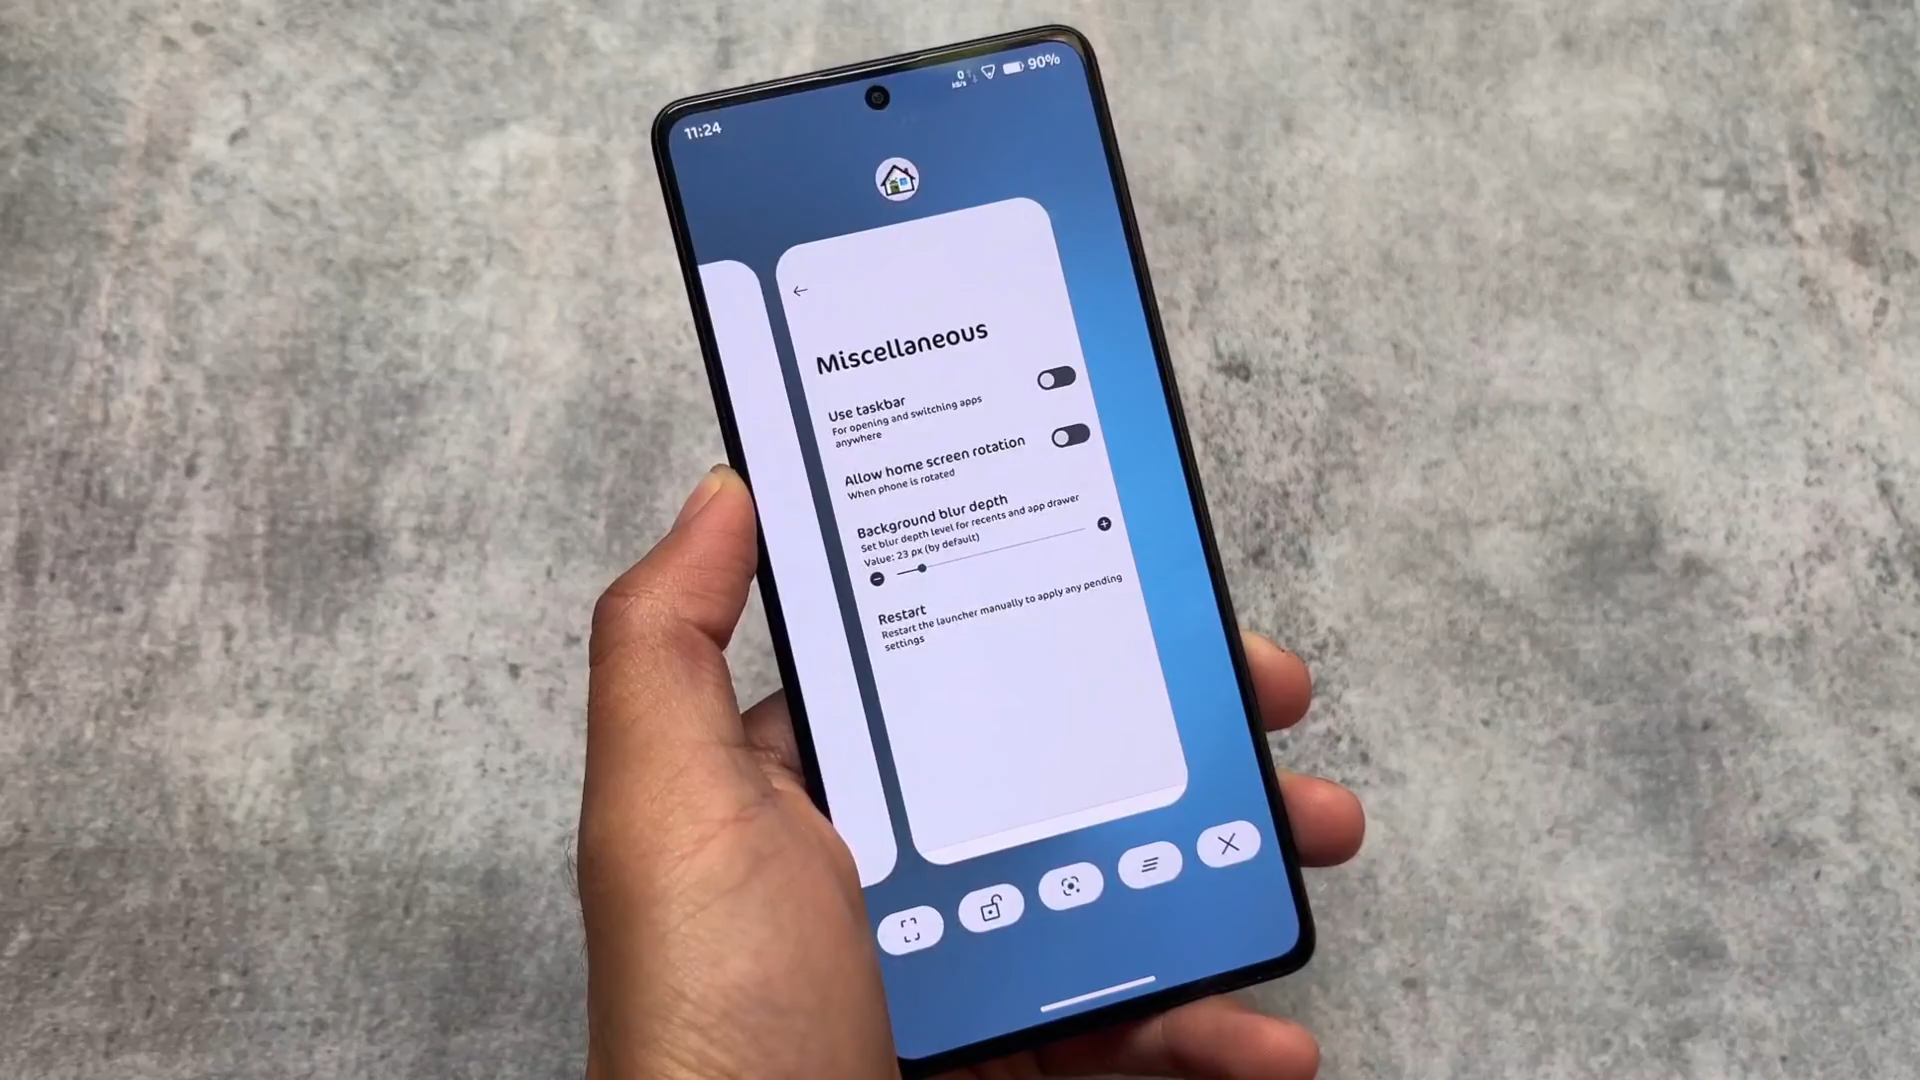 11:24
0
kB/s
90%
Miscellaneous
Use taskbar
For opening and switching apps
anywhere
Allow home screen rotation
When phone is rotated
Background blur depth
Set blur depth level for recents and app drawer
Value: 23 px (by default)
Restart
Restart the launcher manually to apply any pending
settings